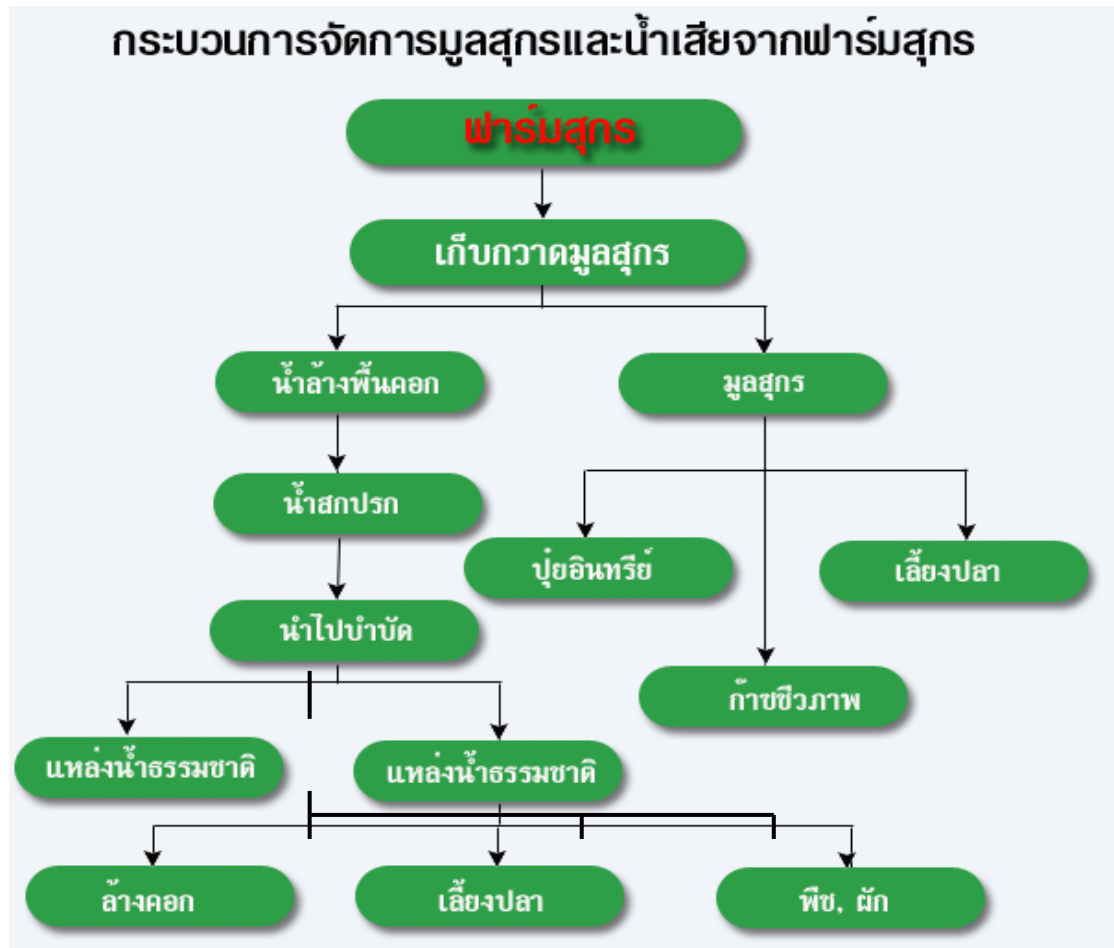 กระบวนการจัดการมูลสุกรและน้ำเสียจากฟาร์มสุกร
ฟาร์มสุกร
เก็บกวาดมูลสุกร
น้ำล้างพื้นคอก
มูลสุกร
น้ำสกปรก
ปุ๋ยอินทรีย์
เลี้ยงปลา
นำไปบำบัด
ก๊าซชีวภาพ
แหล่งน้ำธรรมชาติ
แหล่งน้ำธรรมชาติ
ล้างคอก
เลี้ยงปลา
พืช, ผัก